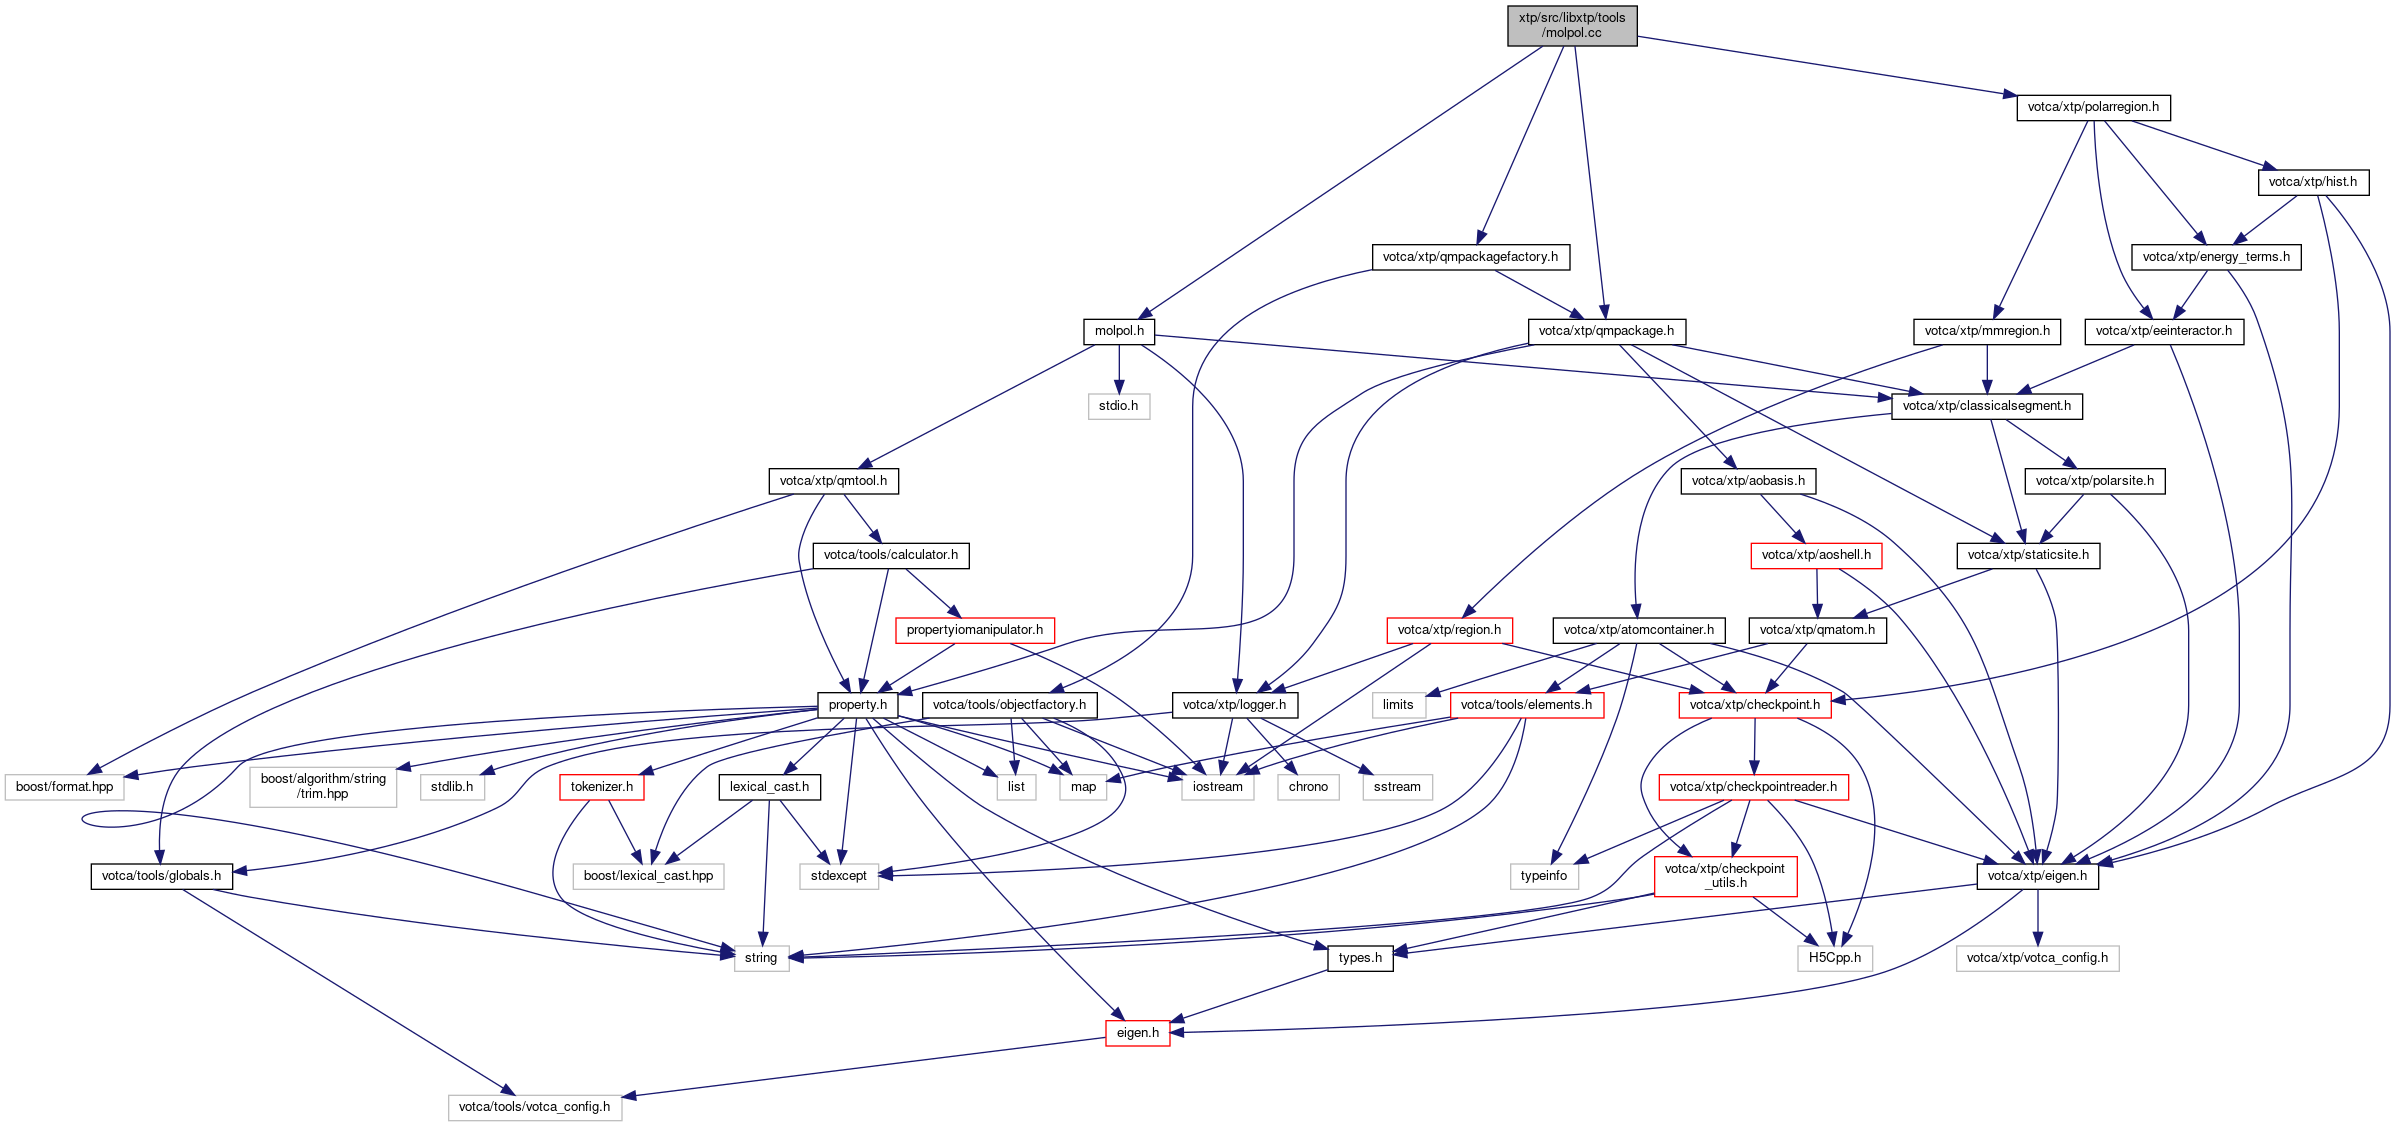 xtp/src/libxtp/tools
/molpol.cc
votca/xtp/polarregion.h
votca/xtp/hist.h
votca/xtp/qmpackagefactory.h
votca/xtp/energy_terms.h
molpol.h
votca/xtp/qmpackage.h
votca/xtp/mmregion.h
votca/xtp/eeinteractor.h
stdio.h
votca/xtp/classicalsegment.h
votca/xtp/qmtool.h
votca/xtp/aobasis.h
votca/xtp/polarsite.h
votca/tools/calculator.h
votca/xtp/aoshell.h
votca/xtp/staticsite.h
propertyiomanipulator.h
votca/xtp/region.h
votca/xtp/atomcontainer.h
votca/xtp/qmatom.h
property.h
votca/tools/objectfactory.h
votca/xtp/logger.h
limits
votca/tools/elements.h
votca/xtp/checkpoint.h
boost/format.hpp
boost/algorithm/string
/trim.hpp
stdlib.h
tokenizer.h
lexical_cast.h
list
map
iostream
chrono
sstream
votca/xtp/checkpointreader.h
votca/tools/globals.h
boost/lexical_cast.hpp
stdexcept
typeinfo
votca/xtp/checkpoint
_utils.h
votca/xtp/eigen.h
string
types.h
H5Cpp.h
votca/xtp/votca_config.h
eigen.h
votca/tools/votca_config.h